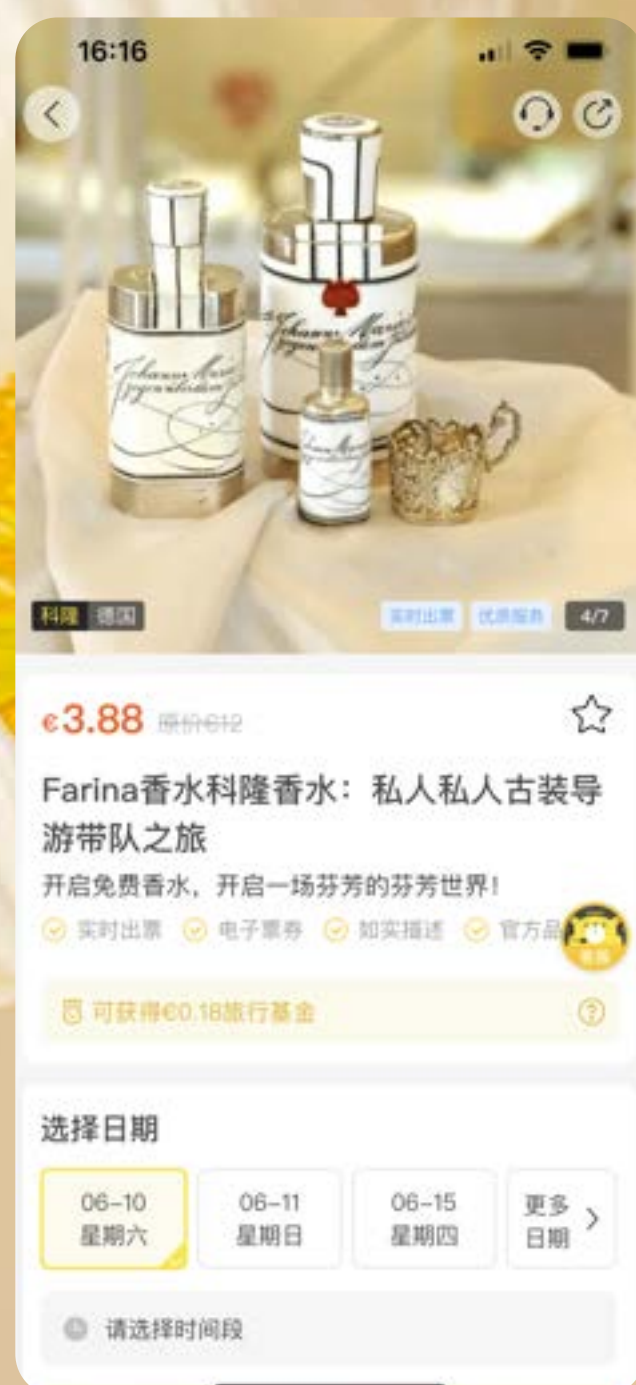 16:16
科隆 德国
实时出票 优质服务 4/7
€3.88 原价€12
Farina香水科隆香水：私人私人古装导
游带队之旅
开启免费香水，开启一场芬芳的芬芳世界！
实时出票 电子票券 如实描述 官方品
可获得€0.18旅行基金
选择日期
06-10 06-11 06-15 更多
星期六 星期日 星期四 日期
请选择时间段